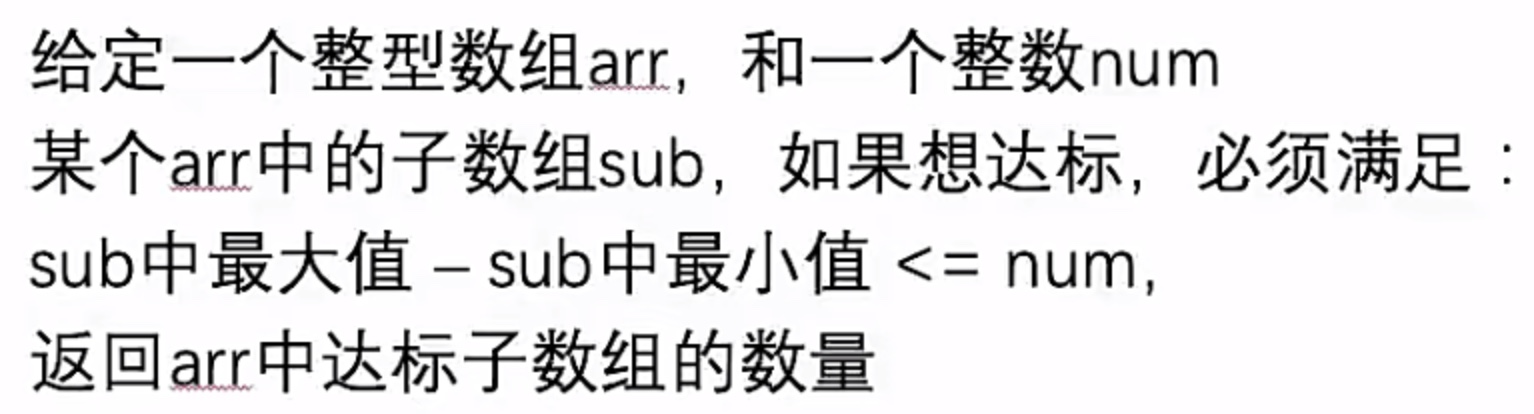 给定一个整型数组arr，和一个整数num
某个arr中的子数组sub，如果想达标，必须满足：
sub中最大值 – sub中最小值 <= num,
返回arr中达标子数组的数量